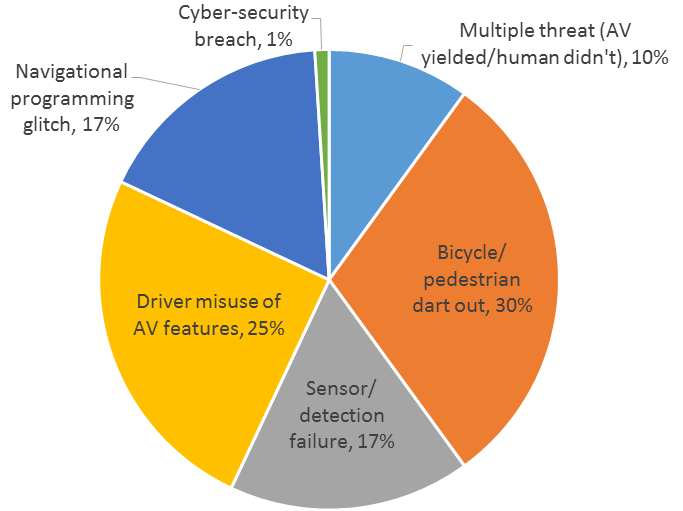 Cyber-security
breach, 1%
Multiple threat (AV
yielded/human didn't), 10%
Navigational
programming
glitch, 17%
Bicycle/
pedestrian
dart out, 30%
Driver misuse of
AV features, 25%
Sensor/
detection
failure, 17%